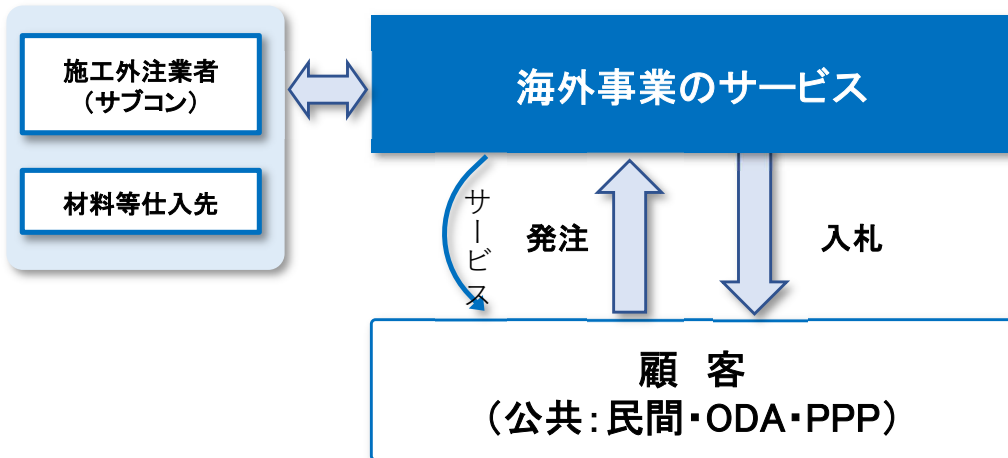 施工外注業者
（サブコン）
材料等仕入先
海外事業のサービス
サービス
発注
入札
顧　客
（公共：民間・ODA・PPP）